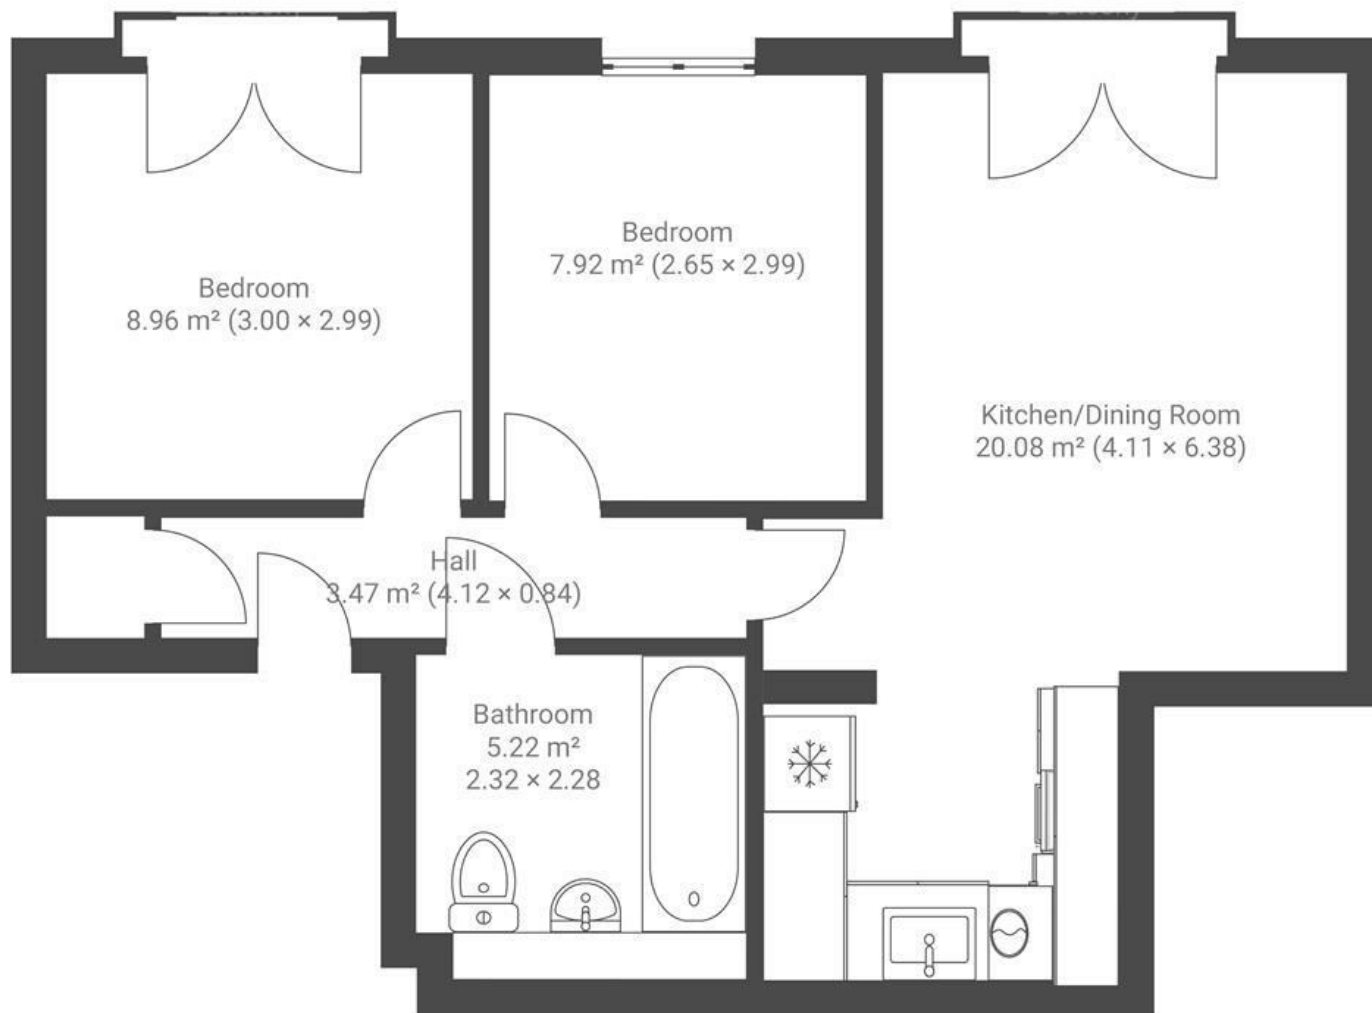 Balcony
Balcony
Bedroom
7.92 m² (2.65 × 2.99)
Bedroom
8.96 m² (3.00 × 2.99)
Kitchen/Dining Room
20.08 m² (4.11 × 6.38)
Hall
3.47 m² (4.12 × 0.84)
Bathroom
5.22 m²
2.32 × 2.28